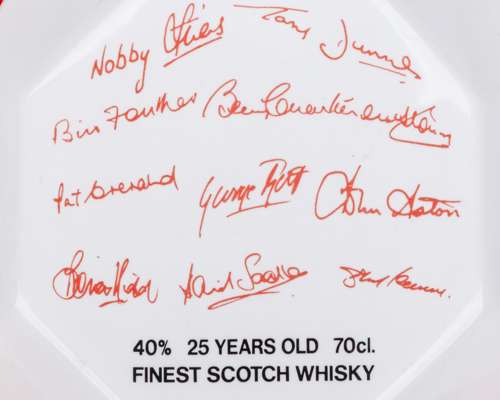 Nobby Stiles Tony Dunne
Bill Foulkes
Pat Crerand George Best John Aston
Brian Kidd David Sadler
40% 25 YEARS OLD 70cl.
FINEST SCOTCH WHISKY